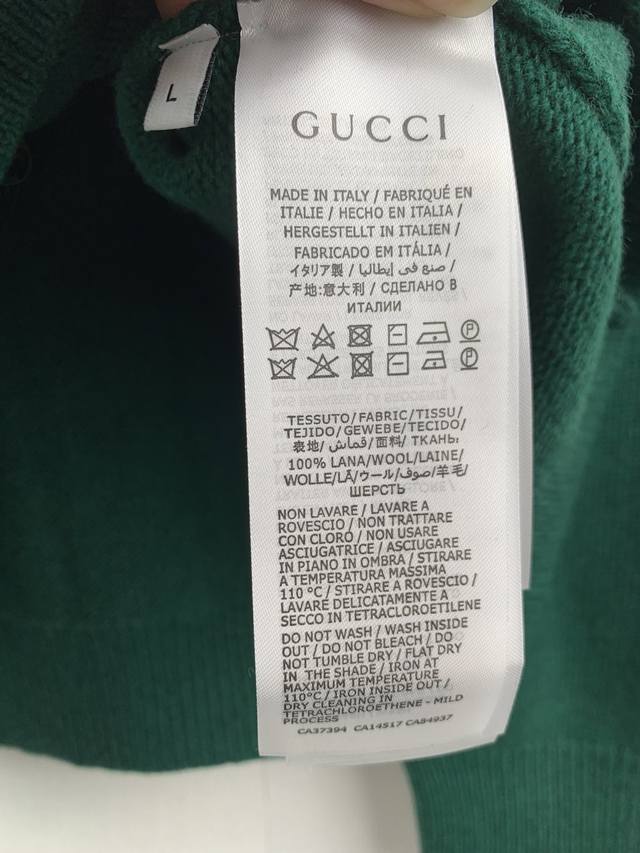 L
GUCCI
MADE IN ITALY / FABRIQUÉ EN
ITALIE / HECHO EN ITALIA /
HERGESTELLT IN ITALIEN /
FABRICADO EM ITÁLIA /
イタリア製 / صنع في إيطاليا /
产地:意大利 / СДЕЛАНО В
ИТАЛИИ
TESSUTO/FABRIC/TISSU/
TEJIDO/GEWEBE/TECIDO/
表地/قماش/面料/ ТКАНЬ:
100% LANA/WOOL/LAINE/
WOLLE/LÃ/ウール/صوف/羊毛/
ШЕРСТЬ
NON LAVARE / LAVARE A
ROVESCIO / NON TRATTARE
CON CLORO / NON USARE
ASCIUGATRICE / ASCIUGARE
IN PIANO IN OMBRA / STIRARE
A TEMPERATURA MASSIMA
110 °C / STIRARE A ROVESCIO /
LAVARE DELICATAMENTE A
SECCO IN TETRACLOROETILENE
DO NOT WASH / WASH INSIDE
OUT / DO NOT BLEACH / DO
NOT TUMBLE DRY / FLAT DRY
IN THE SHADE / IRON AT
MAXIMUM TEMPERATURE
110°C / IRON INSIDE OUT /
DRY CLEANING IN
TETRACHLOROETHENE - MILD
PROCESS
CA37394 CA14517 CA84937